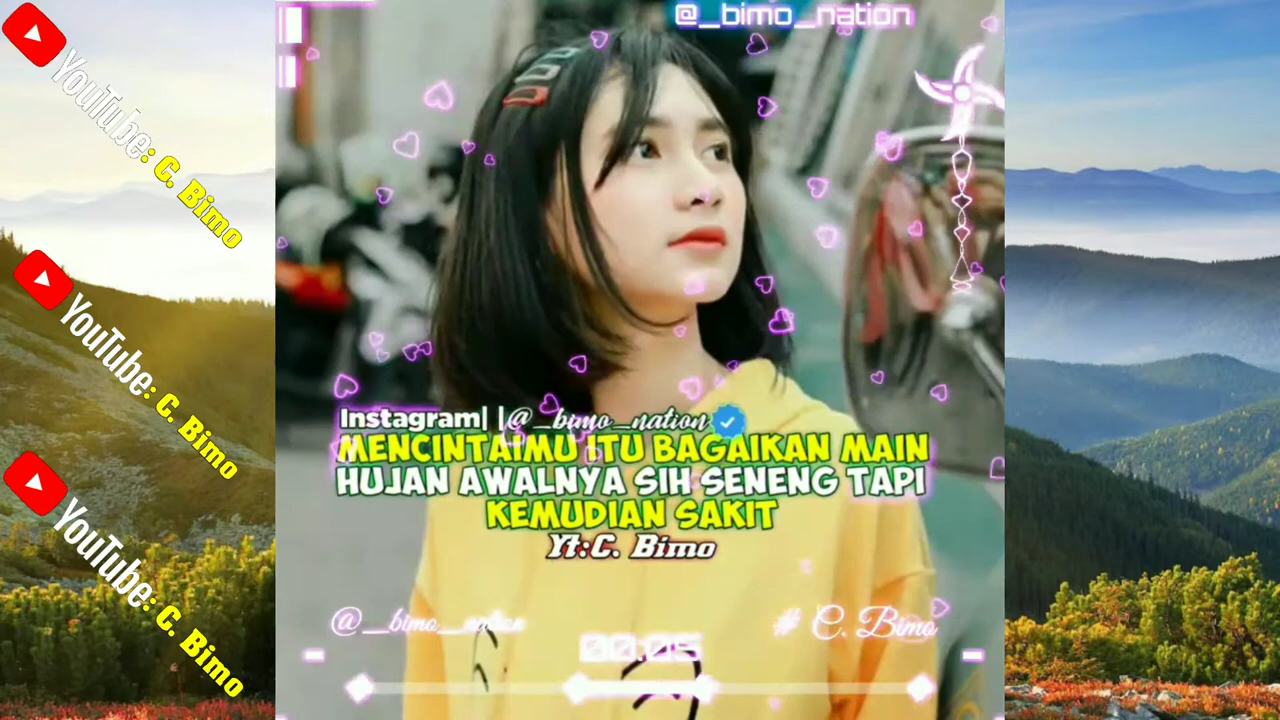 @_bimo_nation
YouTube: C. Bimo
YouTube: C. Bimo
YouTube: C. Bimo
Instagram| |@_bimo_nation
MENCINTAIMU ITU BAGAIKAN MAIN
HUJAN AWALNYA SIH SENENG TAPI
KEMUDIAN SAKIT
Yt:C. Bimo
@_bimo_nation
# C. Bimo
00:05